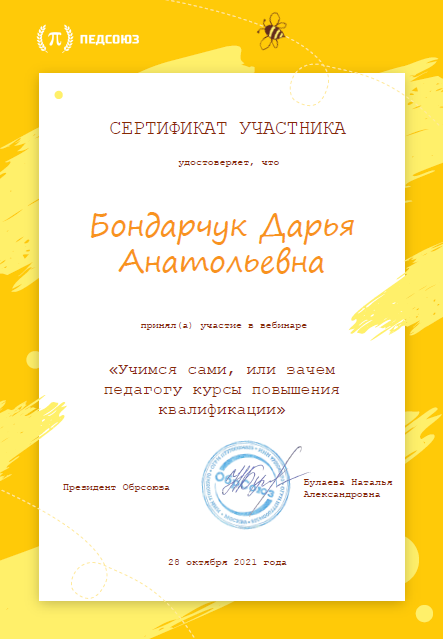 ПЕДСОЮЗ
СЕРТИФИКАТ УЧАСТНИКА
удостоверяет, что
Бондарчук Дарья
Анатольевна
принял(а) участие в вебинаре
«Учимся сами, или зачем
педагогу курсы повышения
квалификации»
Президент Обрсоюза
Булаева Наталья
Александровна
28 октября 2021 года